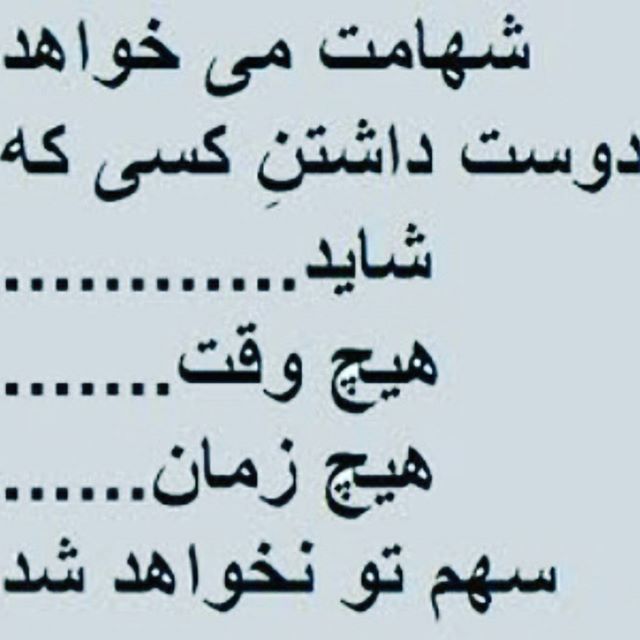 شهامت می خواهد
دوست داشتنِ کسی که
شاید............
هیچ وقت.......
هیچ زمان......
سهم تو نخواهد شد